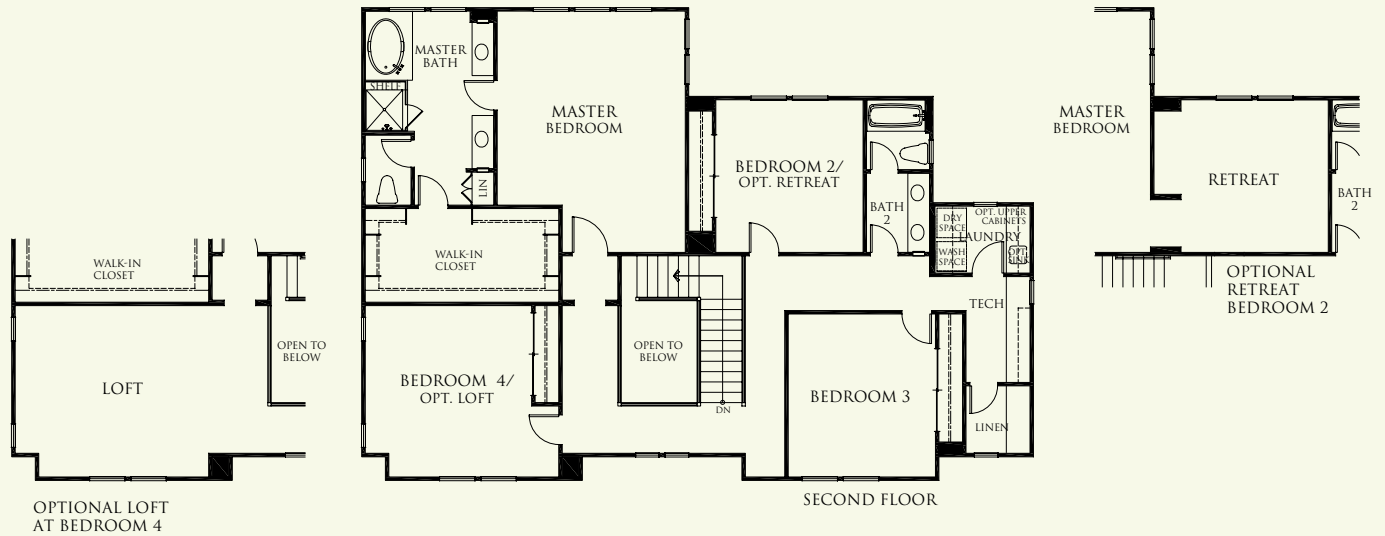 WALK-IN
CLOSET
OPEN TO
BELOW
LOFT
OPTIONAL LOFT
AT BEDROOM 4
MASTER
BATH
SHELF
LIN
MASTER
BEDROOM
WALK-IN
CLOSET
BEDROOM 2/
OPT. RETREAT
BATH
2
DRY
SPACE
OPT. UPPER
CABINETS
LAUNDRY
WASH
SPACE
OPT.
SINK
TECH
OPEN TO
BELOW
DN
BEDROOM 4/
OPT. LOFT
BEDROOM 3
LINEN
SECOND FLOOR
MASTER
BEDROOM
RETREAT
BATH
2
OPTIONAL
RETREAT
BEDROOM 2